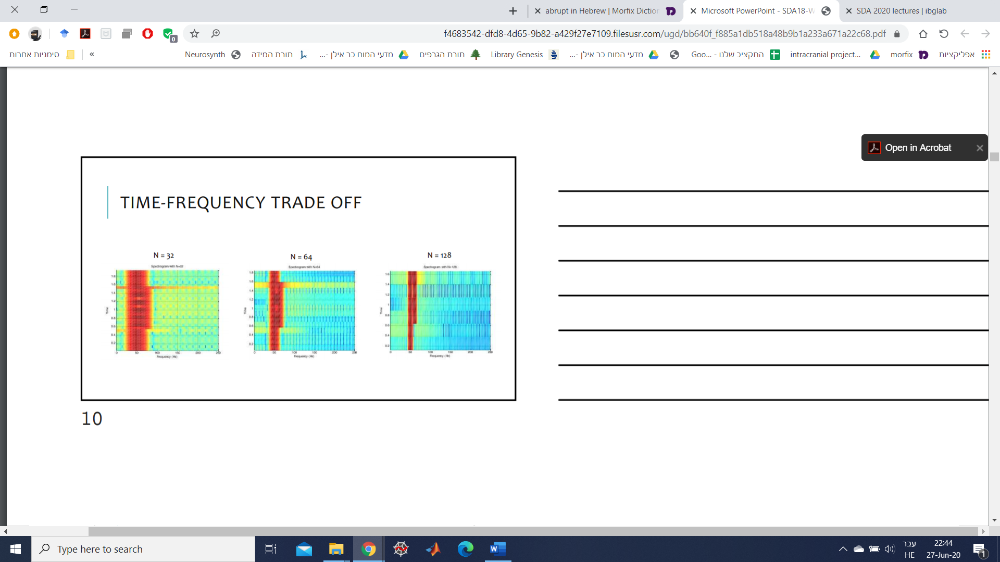 abrupt in Hebrew | Morfix Diction
Microsoft PowerPoint - SDA18-W
SDA 2020 lectures | ibglab
0
f4683542-dfd8-4d65-9b82-a429f27e7109.filesusr.com/ugd/bb640f_f885a1db518a48b9b1a233a671a22c68.pdf
סימניות אחרות
«
Neurosynth
תורת המידה
מדעי המוח בר אילן -...
תורת הגרפים
Library Genesis
מדעי המוח בר אילן -...
התקציב שלנו - Goo...
intracranial project...
morfix
אפליקציות
Open in Acrobat
TIME-FREQUENCY TRADE OFF
N = 32
N = 64
N = 128
Spectrogram with N=32
Spectrogram with N=64
Spectrogram with N=128
1.8
1.6
1.4
1.2
1
0.8
0.6
0.4
0.2
Time
0 50 100 150 200 250
Frequency (Hz)
1.8
1.6
1.4
1.2
1
0.8
0.6
0.4
0.2
Time
0 50 100 150 200 250
Frequency (Hz)
1.6
1.4
1.2
1
0.8
0.6
0.4
0.2
Time
0 50 100 150 200 250
Frequency (Hz)
10
Type here to search
W
עבר
HE
22:44
27-Jun-20
1